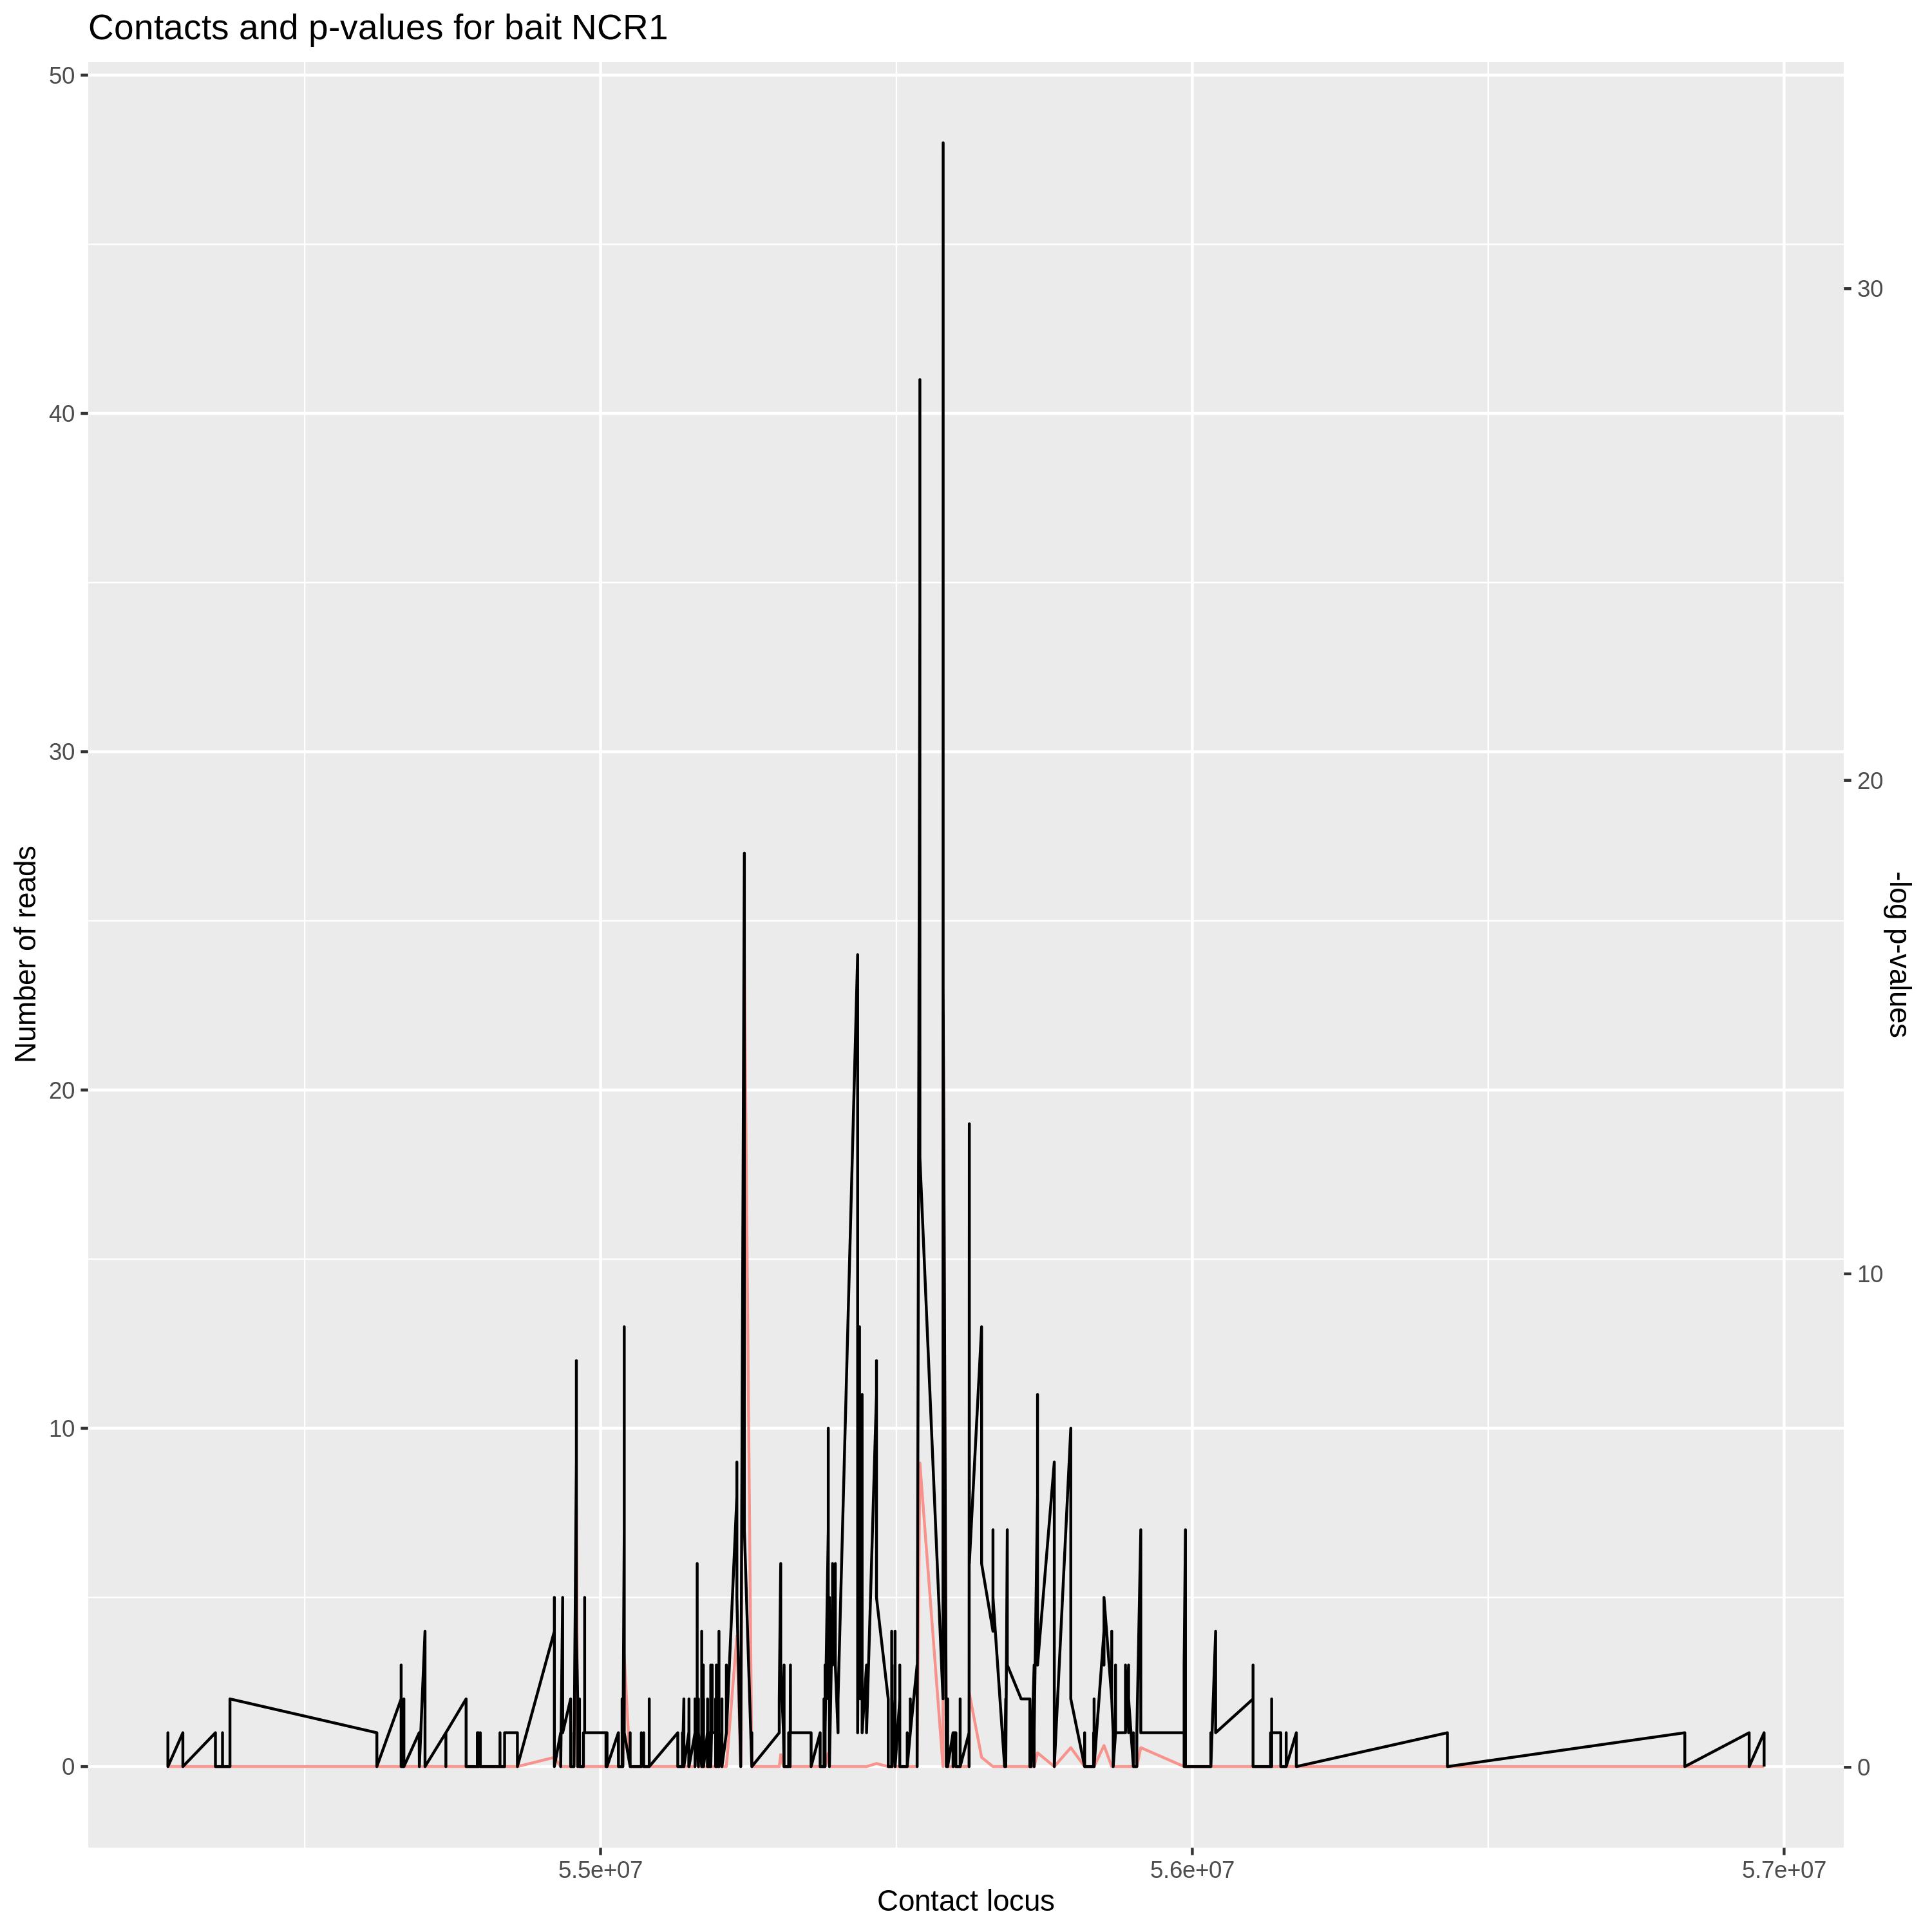 Contacts and p-values for bait NCR1
50
40
30
20
10
0
Number of reads
30
20
10
0
-log p-values
5.5e+07
5.6e+07
5.7e+07
Contact locus